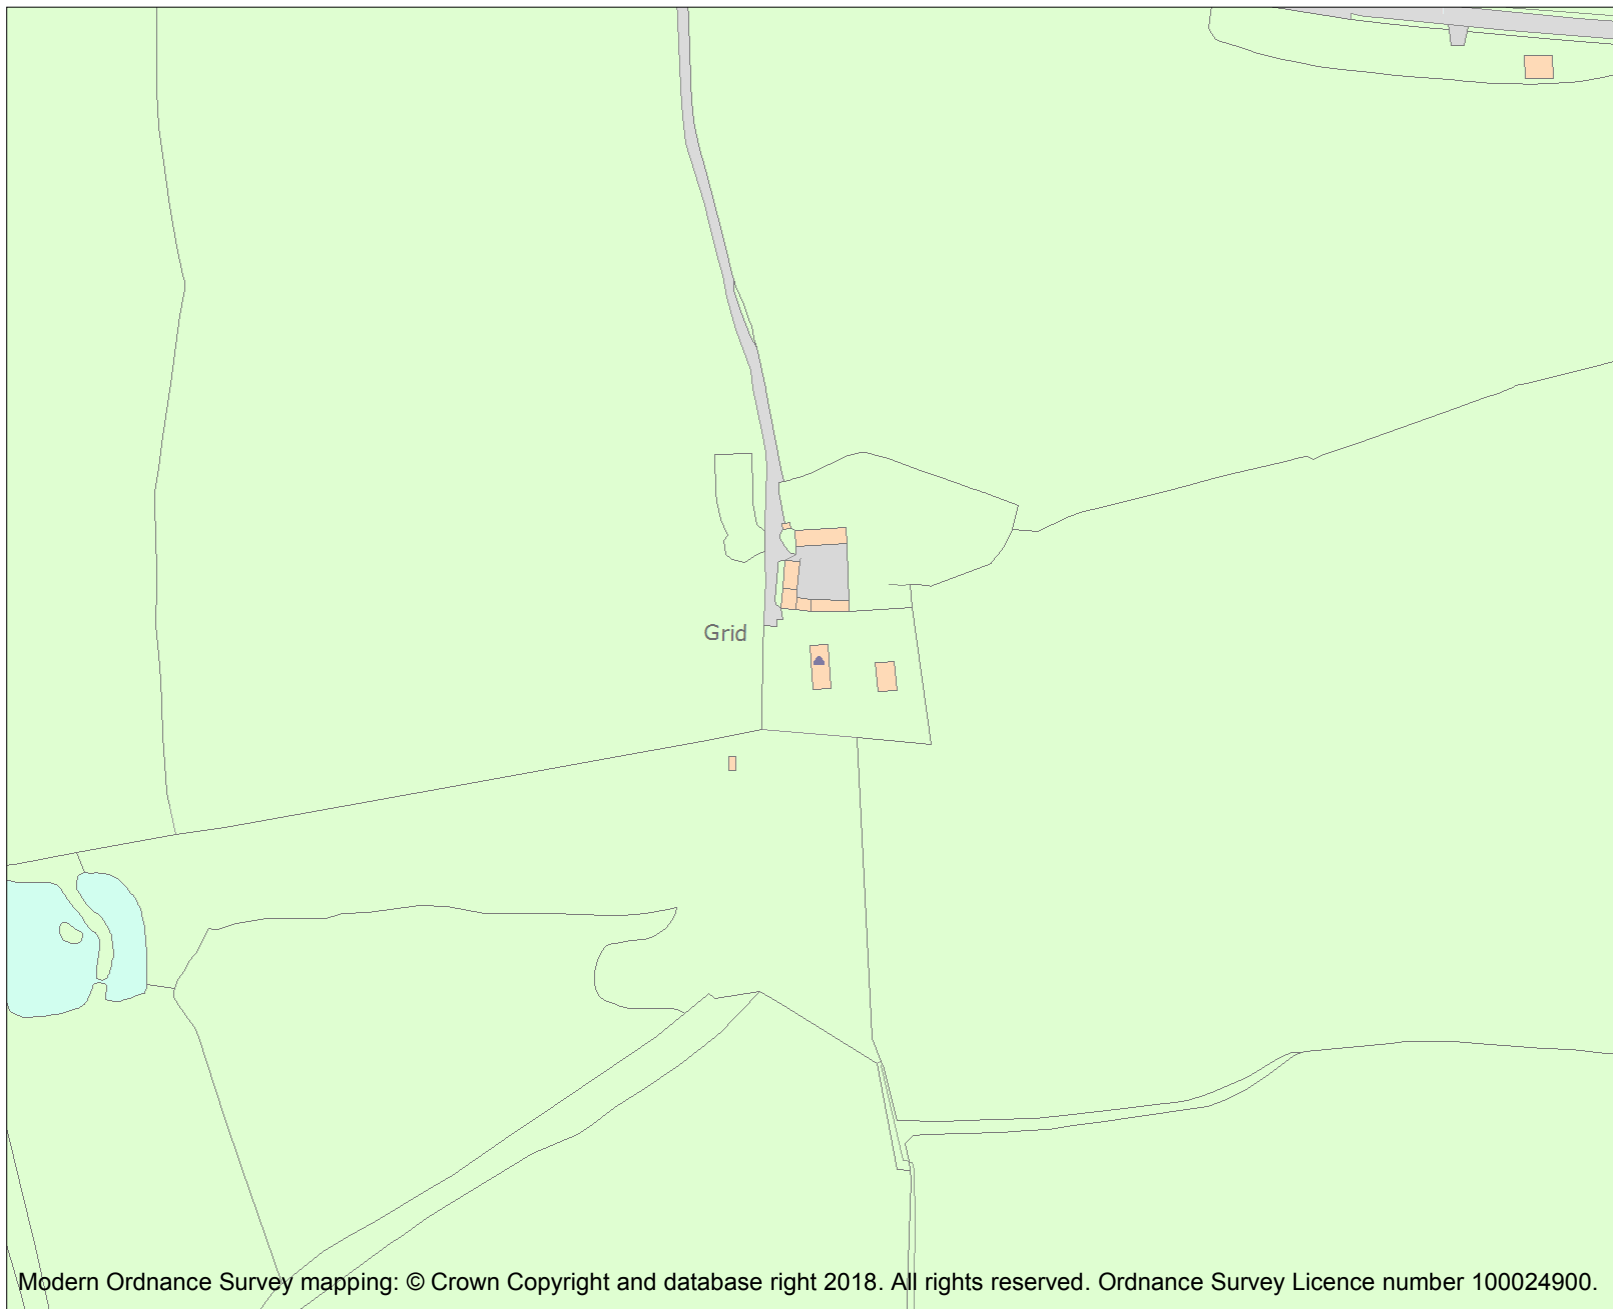 Grid
Modern Ordnance Survey mapping: © Crown Copyright and database right 2018. All rights reserved. Ordnance Survey Licence number 100024900.